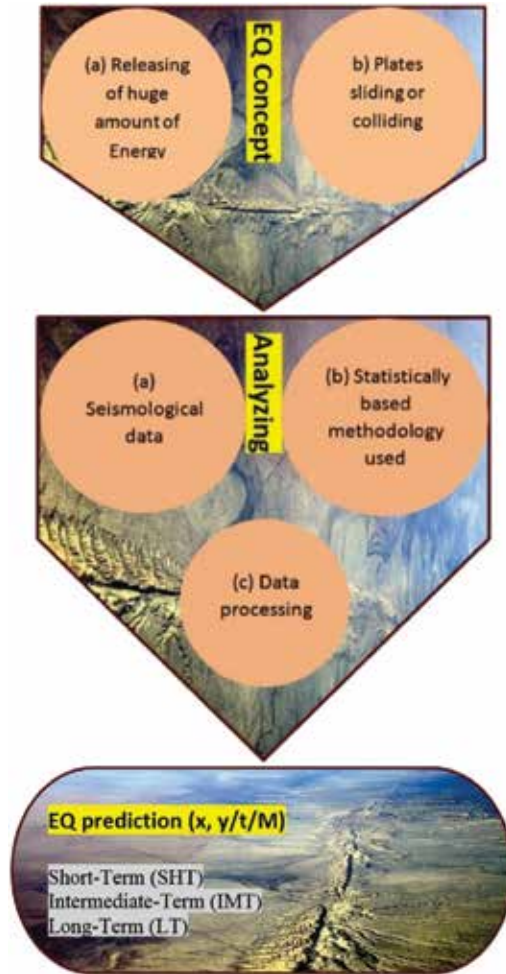 EQ Concept
(a) Releasing
of huge
amount of
Energy
b) Plates
sliding or
colliding
Analyzing
(a)
Seismological
data
(b) Statistically
based
methodology
used
(c) Data
processing
EQ prediction (x, y/t/M)
Short-Term (SHT)
Intermediate-Term (IMT)
Long-Term (LT)